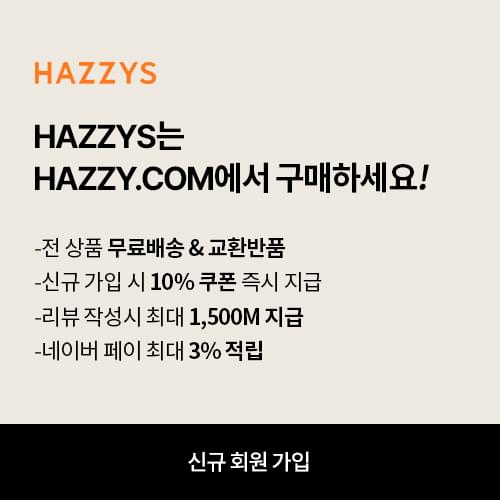 HAZZYS
HAZZYS는
HAZZY.COM에서 구매하세요!
-전 상품 무료배송 & 교환반품
-신규 가입 시 10% 쿠폰 즉시 지급
-리뷰 작성시 최대 1,500M 지급
-네이버 페이 최대 3% 적립
신규 회원 가입